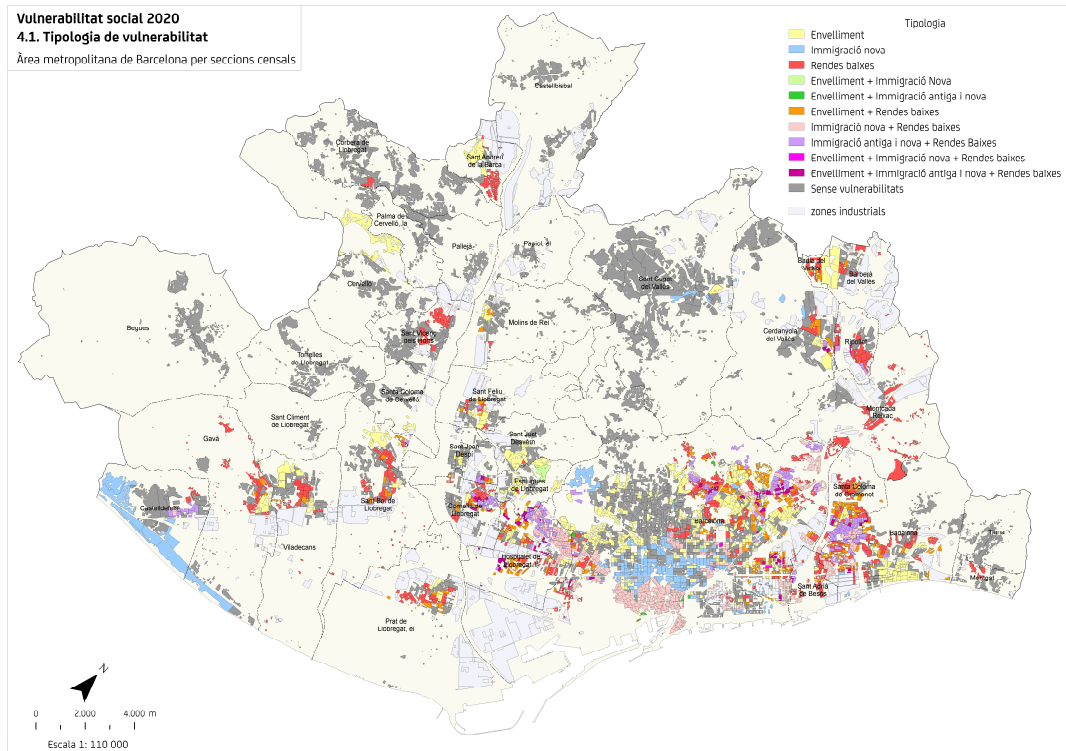 Vulnerabilitat social 2020
4.1. Tipologia de vulnerabilitat
Àrea metropolitana de Barcelona per seccions censals
Tipologia
Envelliment
Immigració nova
Rendes baixes
Envelliment + Immigració Nova
Envelliment + Immigració antiga i nova
Envelliment + Rendes baixes
Immigració nova + Rendes baixes
Immigració antiga i nova + Rendes Baixes
Envelliment + Immigració nova + Rendes baixes
Envelliment + Immigració antiga i nova + Rendes baixes
Sense vulnerabilitats
zones industrials
Castellbisbal
Corbera de
Llobregat
Sant Andreu
de la Barca
Palma de
Cervelló, la
Pallejà
Papiol, el
Sant Cugat
del Vallès
Badia del
Vallès
Barberà
del Vallès
Cervelló
Begues
Molins de Rei
Sant Vicenç
dels Horts
Cerdanyola
del Vallès
Ripollet
Torrelles
de Llobregat
Santa Coloma
de Cervelló
Sant Feliu
de Llobregat
Montcada
i Reixac
Sant Climent
de Llobregat
Gavà
Sant Just
Desvern
Sant Joan
Despí
Esplugues
de Llobregat
Santa Coloma
de Gramenet
Castelldefels
Sant Boi de
Llobregat
Cornellà de
Llobregat
Barcelona
Badalona
Tiana
Viladecans
Hospitalet de
Llobregat, l'
Montgat
Sant Adrià
de Besòs
Prat de
Llobregat, el
N
0 2.000 4.000 m
Escala 1: 110 000